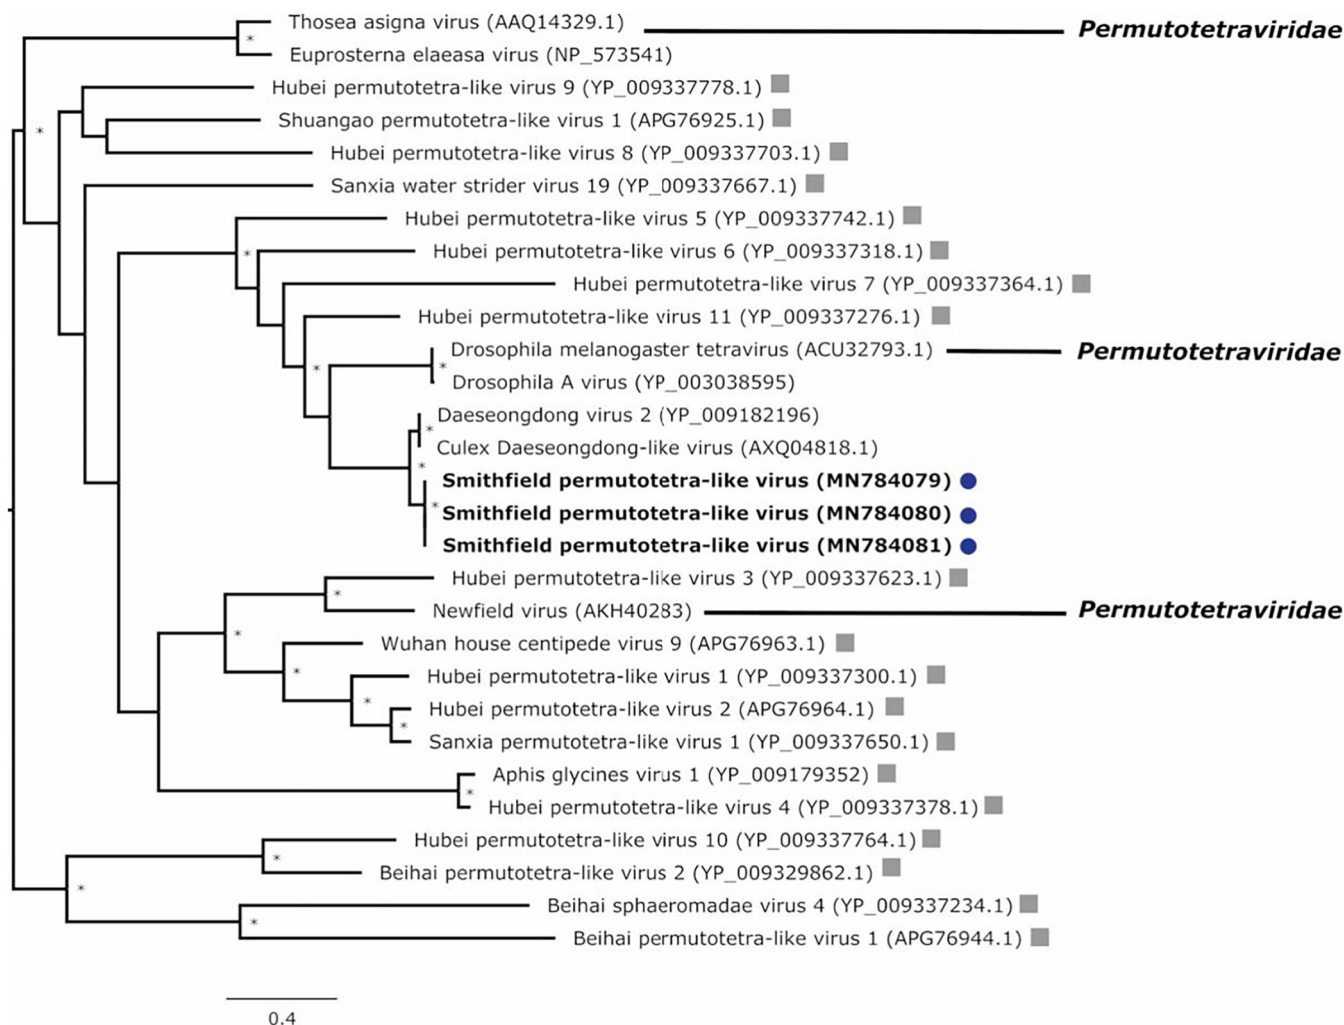 Thosea asigna virus (AAQ14329.1) Permutotetraviridae
*
Euprosterna elaeasa virus (NP_573541)
Hubei permutotetra-like virus 9 (YP_009337778.1)
Shuangao permutotetra-like virus 1 (APG76925.1)
*
Hubei permutotetra-like virus 8 (YP_009337703.1)
Sanxia water strider virus 19 (YP_009337667.1)
Hubei permutotetra-like virus 5 (YP_009337742.1)
* Hubei permutotetra-like virus 6 (YP_009337318.1)
Hubei permutotetra-like virus 7 (YP_009337364.1)
Hubei permutotetra-like virus 11 (YP_009337276.1)
Drosophila melanogaster tetravirus (ACU32793.1) Permutotetraviridae
* *
Drosophila A virus (YP_003038595)
Daeseongdong virus 2 (YP_009182196)
*
Culex Daeseongdong-like virus (AXQ04818.1)
*
Smithfield permutotetra-like virus (MN784079)
* Smithfield permutotetra-like virus (MN784080)
Smithfield permutotetra-like virus (MN784081)
Hubei permutotetra-like virus 3 (YP_009337623.1)
*
Newfield virus (AKH40283) Permutotetraviridae
*
Wuhan house centipede virus 9 (APG76963.1)
*
Hubei permutotetra-like virus 1 (YP_009337300.1)
*
Hubei permutotetra-like virus 2 (APG76964.1)
*
Sanxia permutotetra-like virus 1 (YP_009337650.1)
Aphis glycines virus 1 (YP_009179352)
*
Hubei permutotetra-like virus 4 (YP_009337378.1)
Hubei permutotetra-like virus 10 (YP_009337764.1)
*
Beihai permutotetra-like virus 2 (YP_009329862.1)
*
Beihai sphaeromadae virus 4 (YP_009337234.1)
*
Beihai permutotetra-like virus 1 (APG76944.1)
0.4